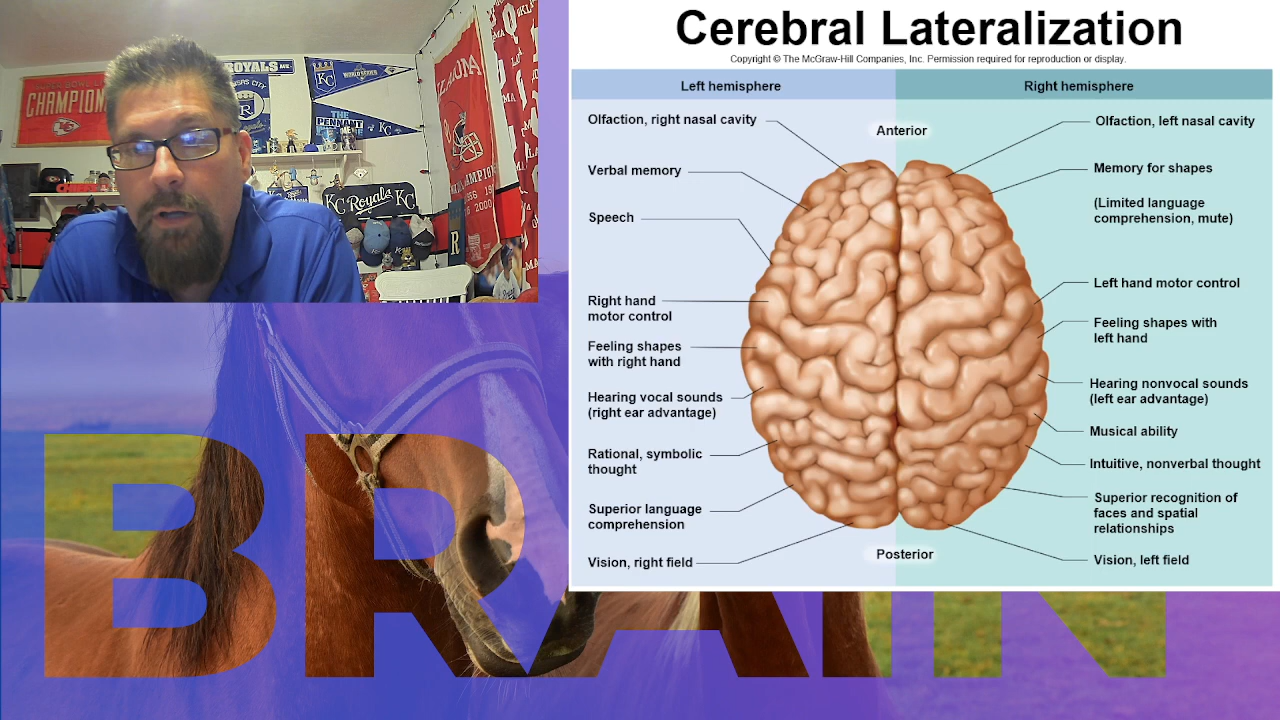 Cerebral Lateralization
Copyright © The McGraw-Hill Companies, Inc. Permission required for reproduction or display.
Left hemisphere
Right hemisphere
Anterior
Olfaction, right nasal cavity
Verbal memory
Speech
Right hand
motor control
Feeling shapes
with right hand
Hearing vocal sounds
(right ear advantage)
Rational, symbolic
thought
Superior language
comprehension
Vision, right field
Olfaction, left nasal cavity
Memory for shapes
(Limited language
comprehension, mute)
Left hand motor control
Feeling shapes with
left hand
Hearing nonvocal sounds
(left ear advantage)
Musical ability
Intuitive, nonverbal thought
Superior recognition of
faces and spatial
relationships
Vision, left field
Posterior
BRAIN
CHAMPION
ROYALS
KC
WORLD SERIES
THE
PENNANT
KC Royals KC
CHIEFS
R
2000